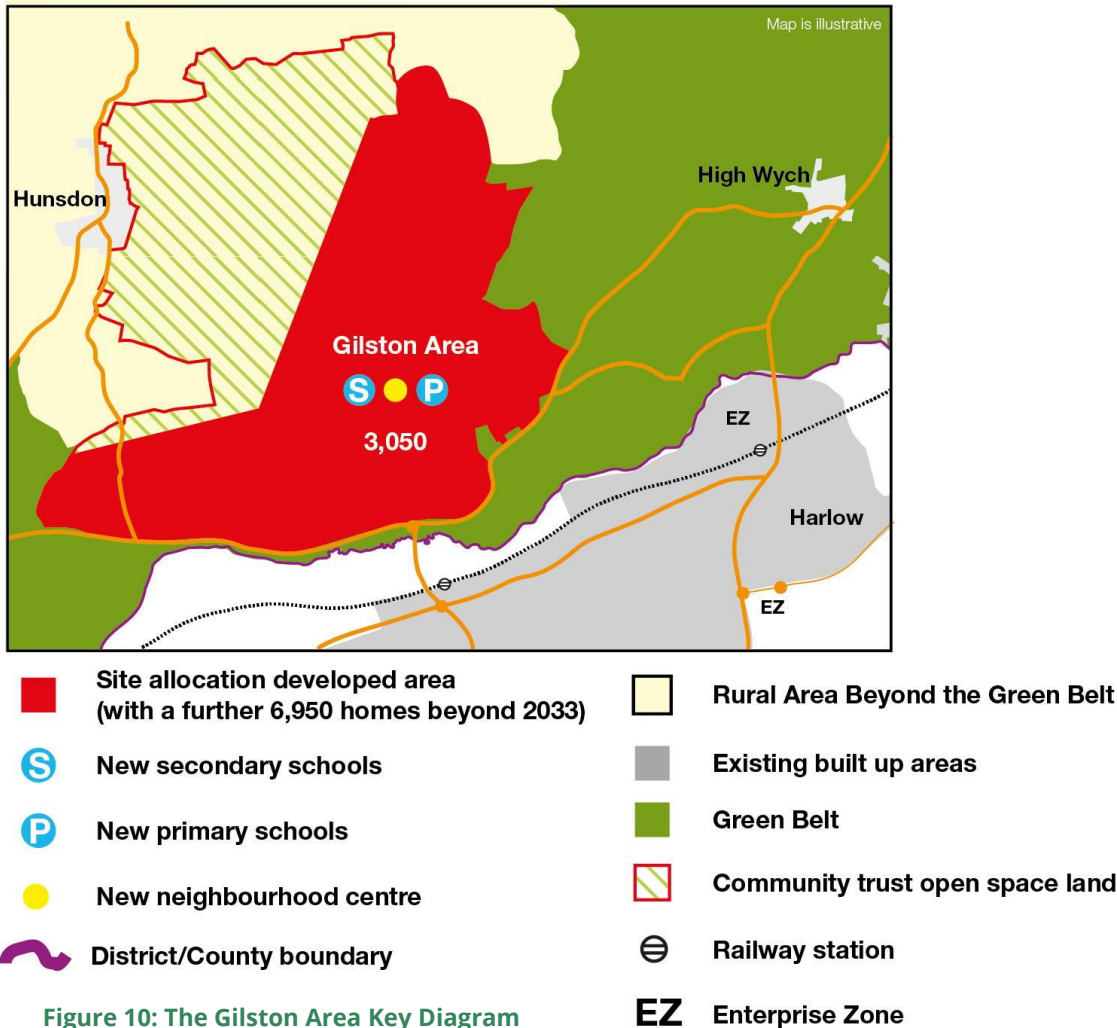 Map is illustrative
High Wych
Hunsdon
Gilston Area
S P
3,050
EZ
Harlow
EZ
Site allocation developed area
(with a further 6,950 homes beyond 2033)
S New secondary schools
P New primary schools
New neighbourhood centre
District/County boundary
Rural Area Beyond the Green Belt
Existing built up areas
Green Belt
Community trust open space land
Railway station
EZ Enterprise Zone
Figure 10: The Gilston Area Key Diagram